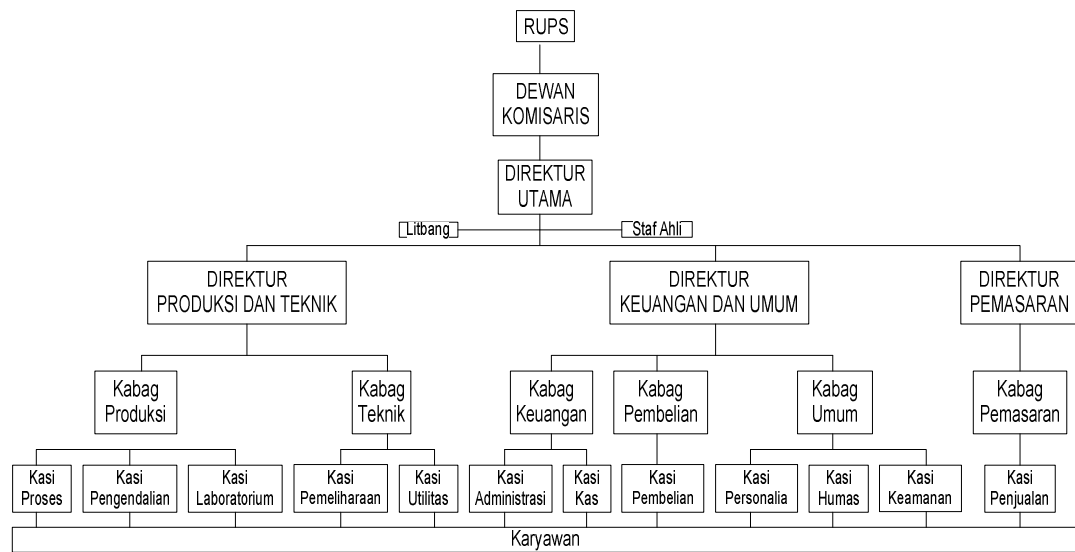 RUPS
DEWAN
KOMISARIS
DIREKTUR
UTAMA
Litbang
Staf Ahli
DIREKTUR
PRODUKSI DAN TEKNIK
DIREKTUR
KEUANGAN DAN UMUM
DIREKTUR
PEMASARAN
Kabag
Produksi
Kabag
Teknik
Kabag
Keuangan
Kabag
Pembelian
Kabag
Umum
Kabag
Pemasaran
Kasi
Proses
Kasi
Pengendalian
Kasi
Laboratorium
Kasi
Pemeliharaan
Kasi
Utilitas
Kasi
Administrasi
Kasi
Kas
Kasi
Pembelian
Kasi
Personalia
Kasi
Humas
Kasi
Keamanan
Kasi
Penjualan
Karyawan